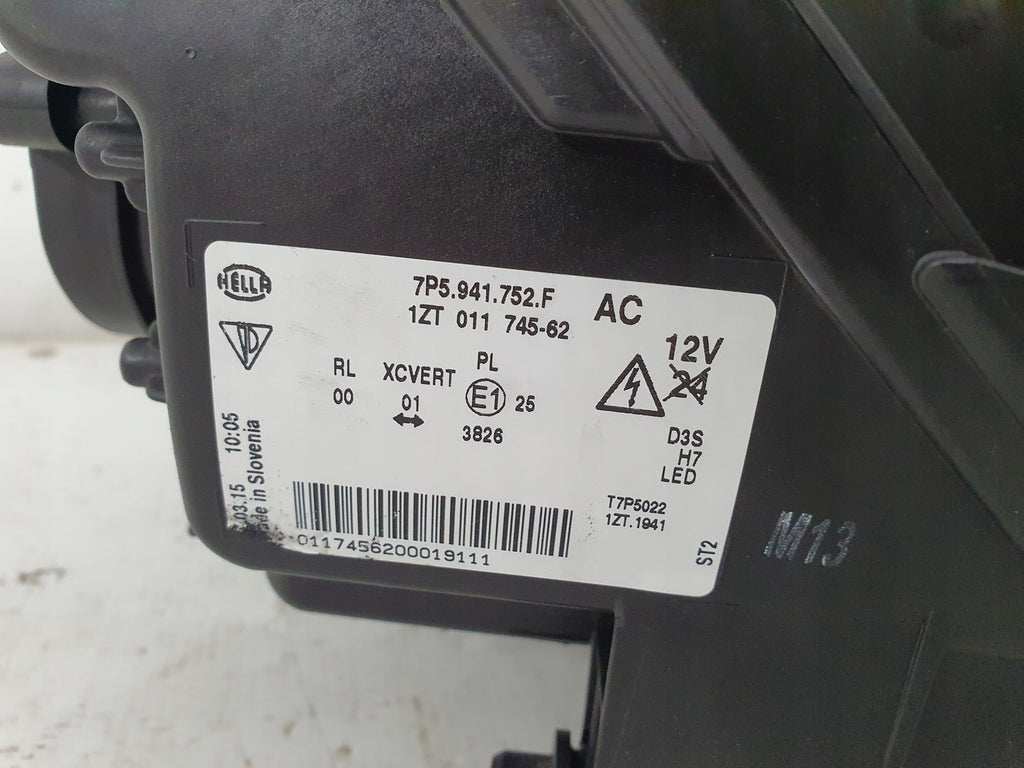 HELLA
7P5.941.752.F
1ZT 011 745-62
AC
12V
24
RL
00
XCVERT
01
PL
E1 25
3826
D3S
H7
LED
T7P5022
1ZT.1941
ST2
.03.15 10:05
in Slovenia
0117456200019111
M13